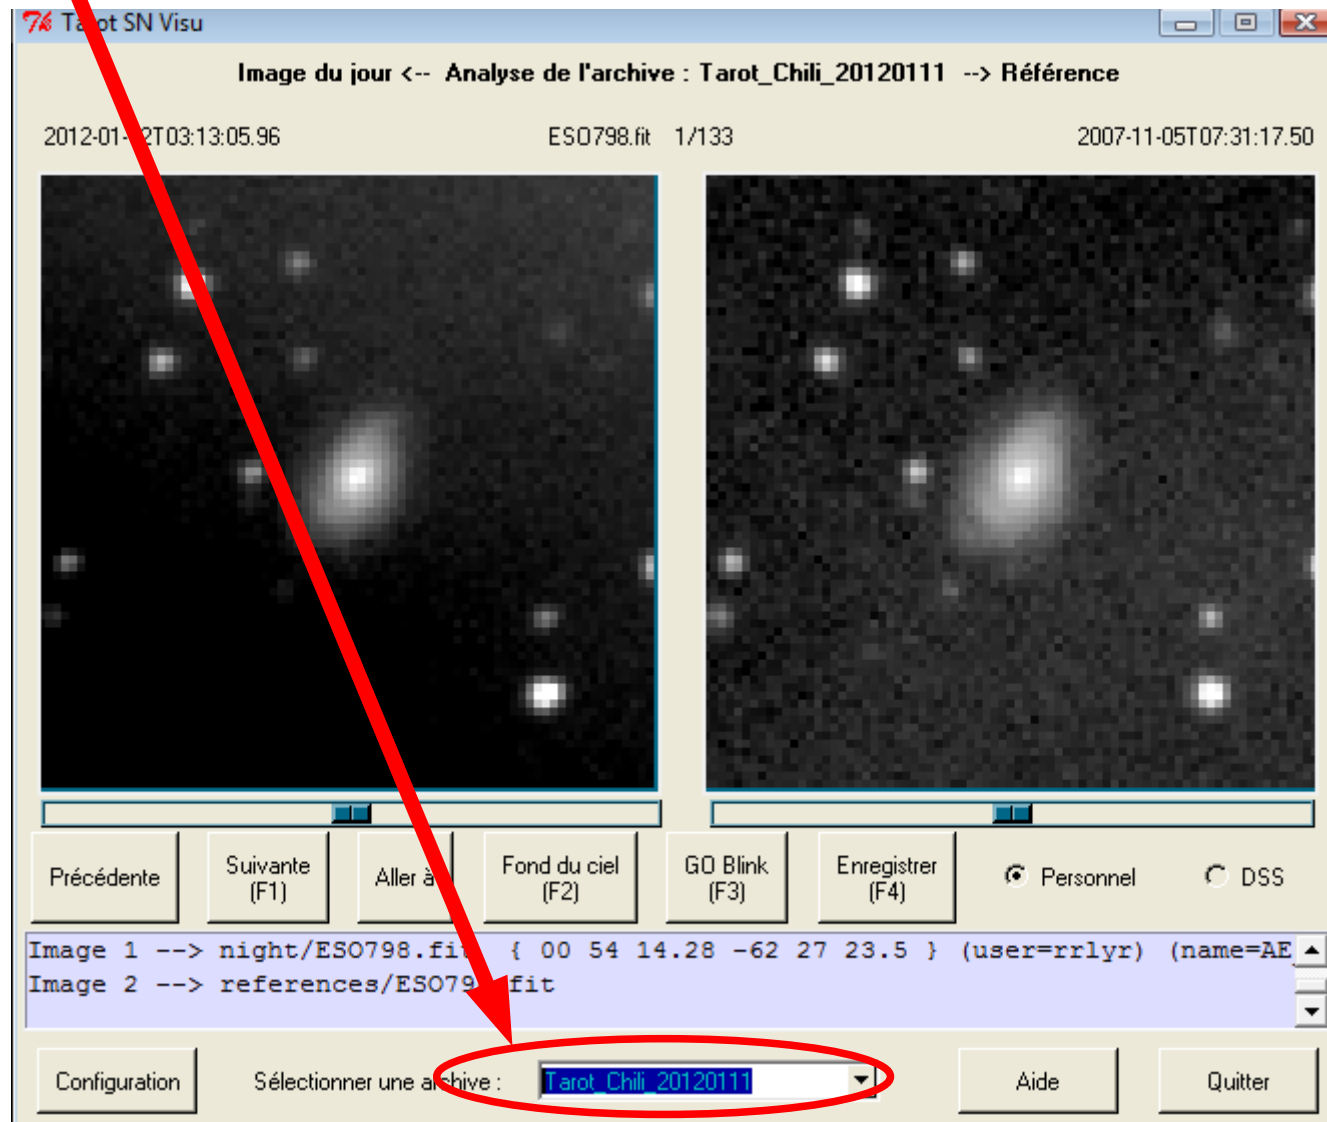 Tarot SN Visu
Image du jour <-- Analyse de l'archive : Tarot_Chili_20120111 --> Référence
2012-01-12T03:13:05.96 ESO798.fit 1/133 2007-11-05T07:31:17.50
Précédente Suivante (F1) Aller à Fond du ciel (F2) GO Blink (F3) Enregistrer (F4) Personnel DSS
Image 1 --> night/ESO798.fit { 00 54 14.28 -62 27 23.5 } (user=rrlyr) (name=AE
Image 2 --> references/ESO798.fit
Configuration Sélectionner une archive : Tarot_Chili_20120111 Aide Quitter